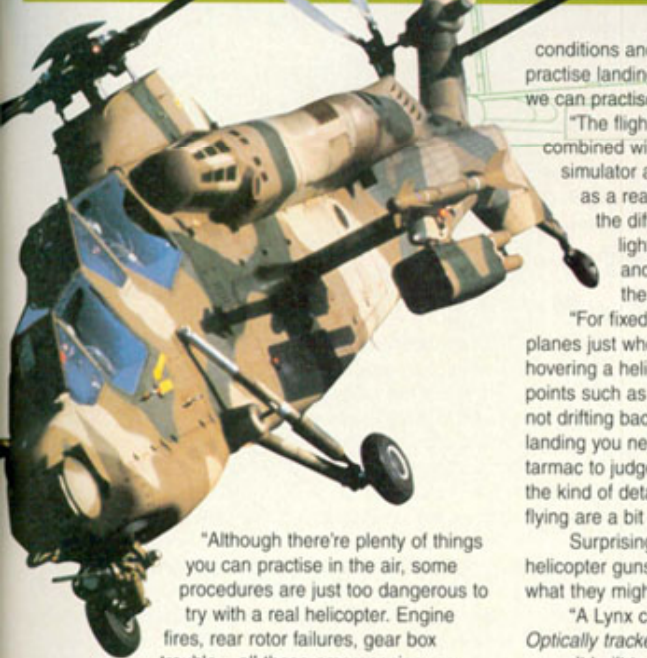 "Although there're plenty of things
you can practise in the air, some
procedures are just too dangerous to
try with a real helicopter. Engine
fires, rear rotor failures, gear box
conditions and
practise landing
we can practise
"The fligh
combined wi
simulator a
as a rea
the dif
ligh
and
the
"For fixed
planes just whe
hovering a heli
points such as
not drifting bac
landing you ne
tarmac to judge
the kind of deta
flying are a bit
Surprising
helicopter guns
what they migh
"A Lynx c
Optically tracke